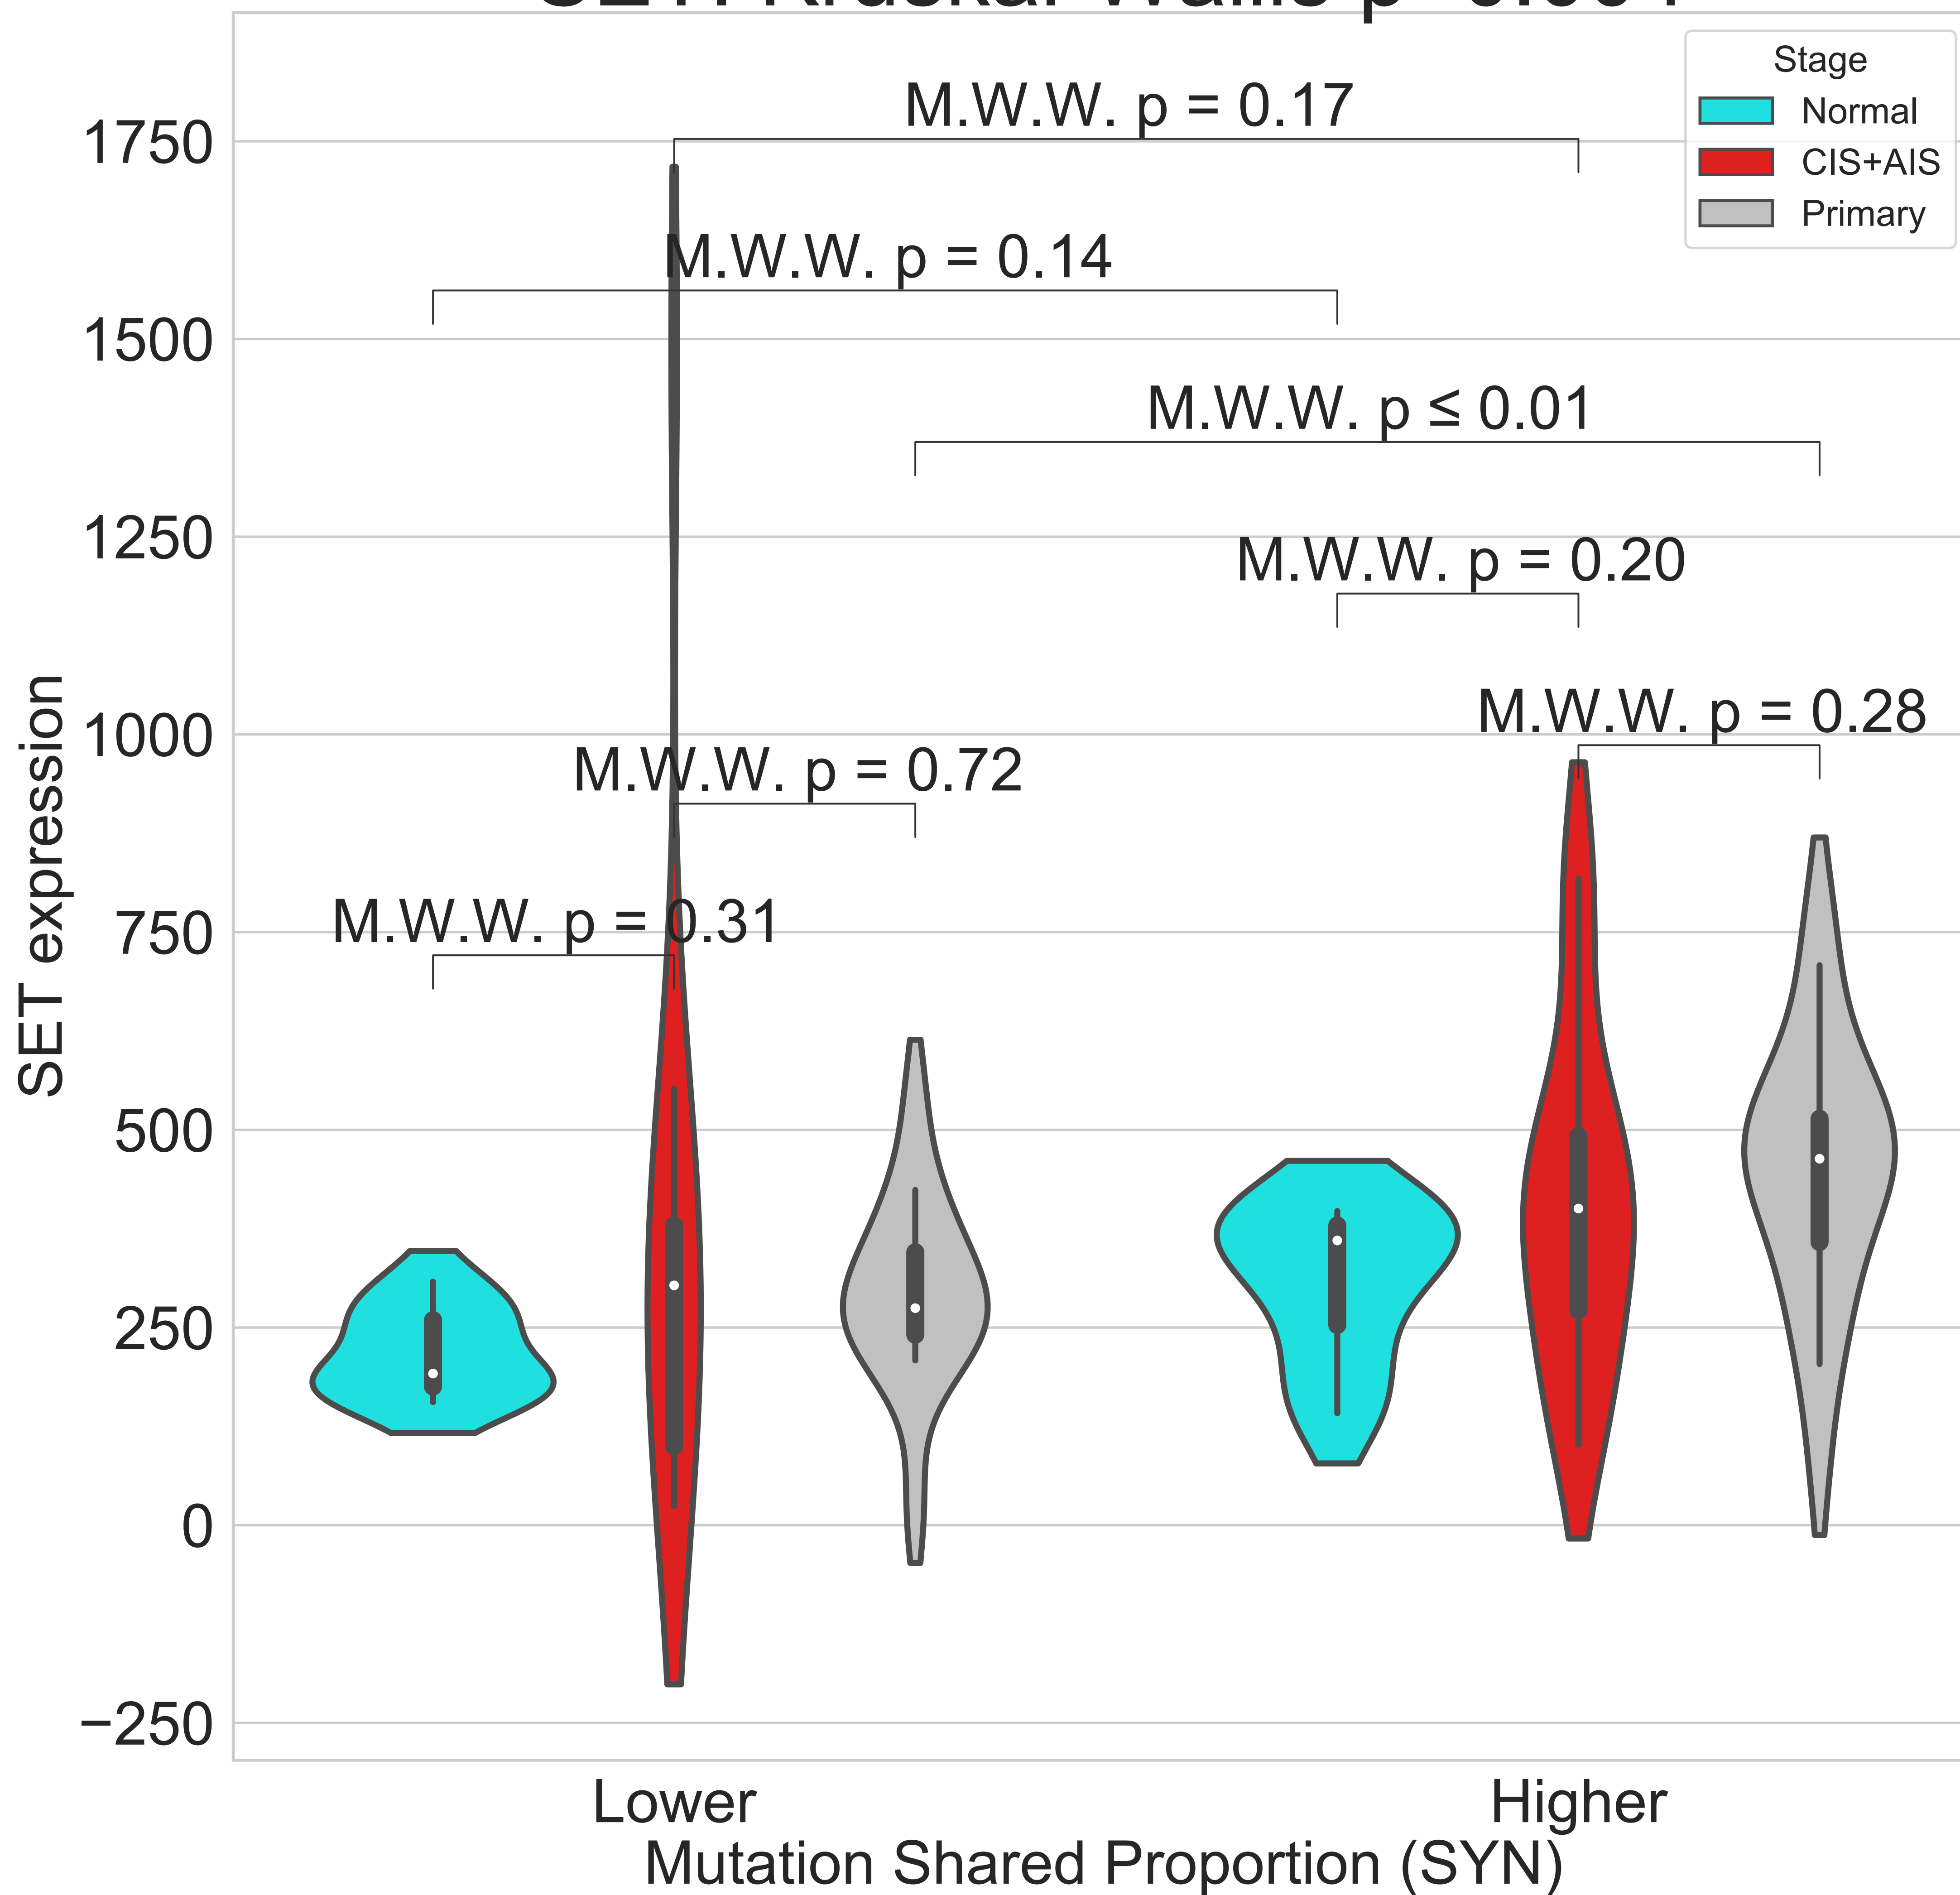 Stage
Normal
CIS+AIS
Primary
M.W.W. p = 0.17
M.W.W. p = 0.14
M.W.W. p ≤ 0.01
M.W.W. p = 0.20
M.W.W. p = 0.28
M.W.W. p = 0.72
M.W.W. p = 0.31
1750
1500
1250
1000
750
500
250
0
−250
SET expression
Lower
Higher
Mutation Shared Proportion (SYN)